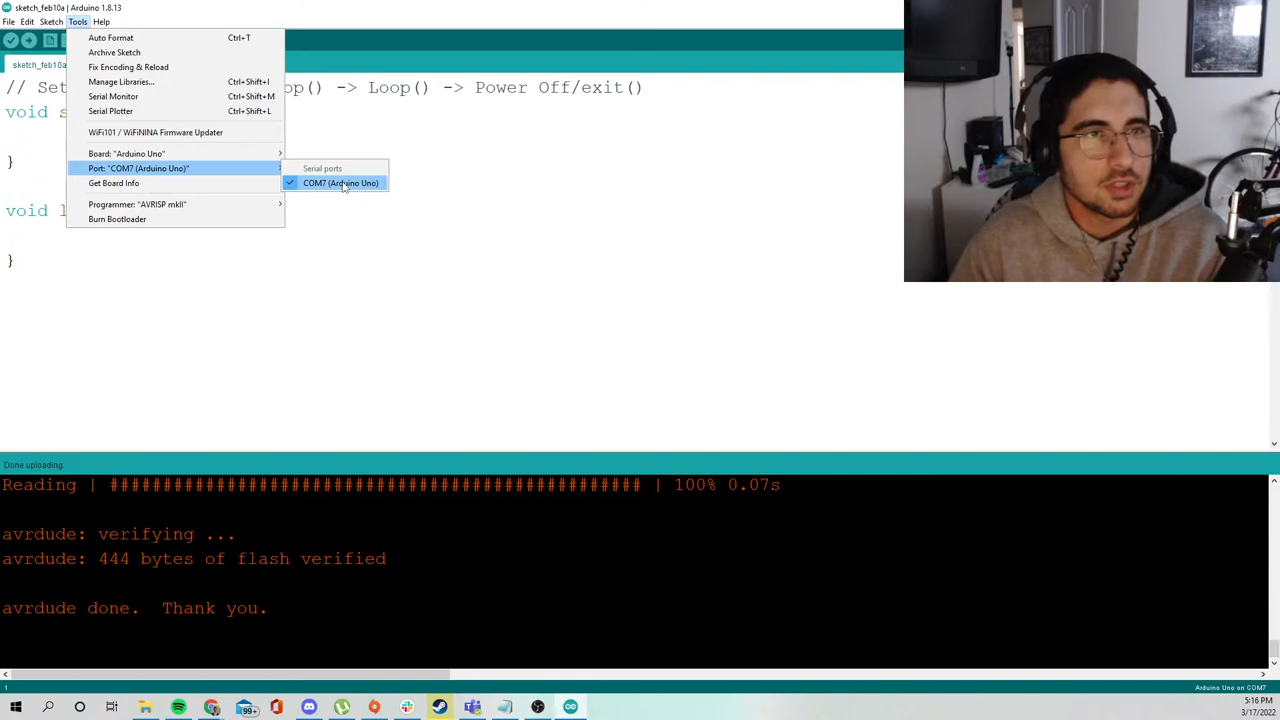 sketch_feb10a | Arduino 1.8.13
File Edit Sketch Tools Help
Auto Format Ctrl+T
sketch_feb10a
Archive Sketch
Fix Encoding & Reload
Manage Libraries... Ctrl+Shift+I
// Set
op() -> Loop() -> Power Off/exit()
Serial Monitor Ctrl+Shift+M
Serial Plotter Ctrl+Shift+L
void s
WiFi101 / WiFiNINA Firmware Updater
Board: "Arduino Uno"
}
Port: "COM7 (Arduino Uno)"
Serial ports
Get Board Info
COM7 (Arduino Uno)
Programmer: "AVRISP mkII"
void l
Burn Bootloader
}
Done uploading.
Reading | ################################################## | 100% 0.07s
avrdude: verifying ...
avrdude: 444 bytes of flash verified
avrdude done.  Thank you.
1
Arduino Uno on COM7
99+
5:16 PM
3/17/2022